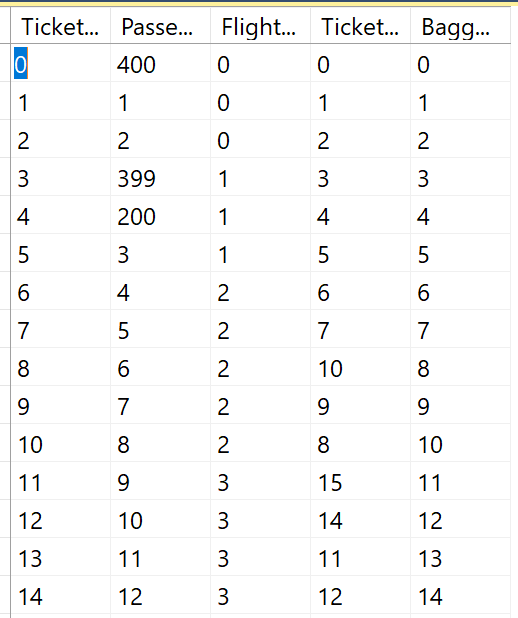 Ticket... Passe... Flight... Ticket... Bagg...
0 400 0 0 0
1 1 0 1 1
2 2 0 2 2
3 399 1 3 3
4 200 1 4 4
5 3 1 5 5
6 4 2 6 6
7 5 2 7 7
8 6 2 10 8
9 7 2 9 9
10 8 2 8 10
11 9 3 15 11
12 10 3 14 12
13 11 3 11 13
14 12 3 12 14